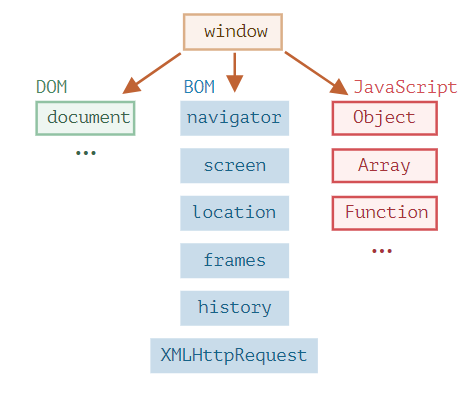 window
DOM
BOM
JavaScript
document
navigator
Object
...
screen
Array
location
Function
frames
...
history
XMLHttpRequest